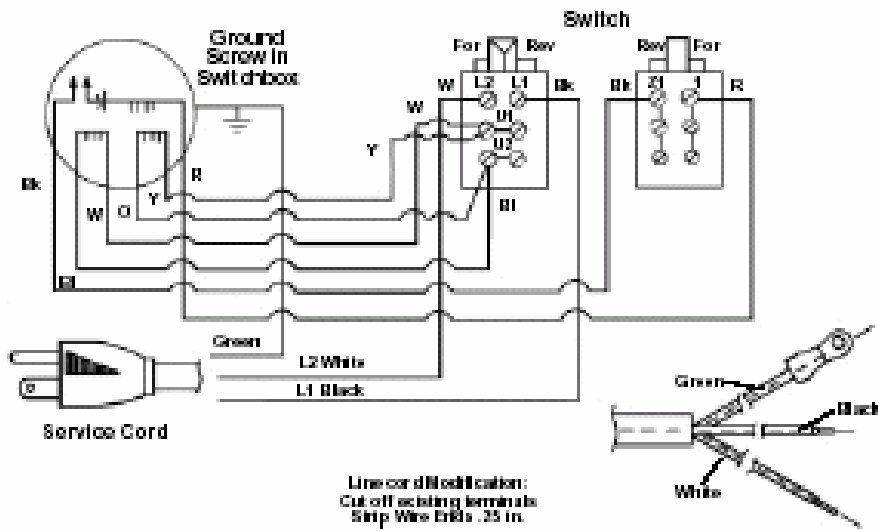 Switch
Ground
Screw in
Switchbox
For
Rev
Rev
For
W
L2
L1
Bk
Bk
21
1
R
W
U1
Y
U2
Bk
W
O
Y
R
Bl
Bl
Green
L2 White
L1 Black
Green
Black
White
Service Cord
Line cord Modification:
Cut off existing terminals
Strip Wire Ends .25 in.